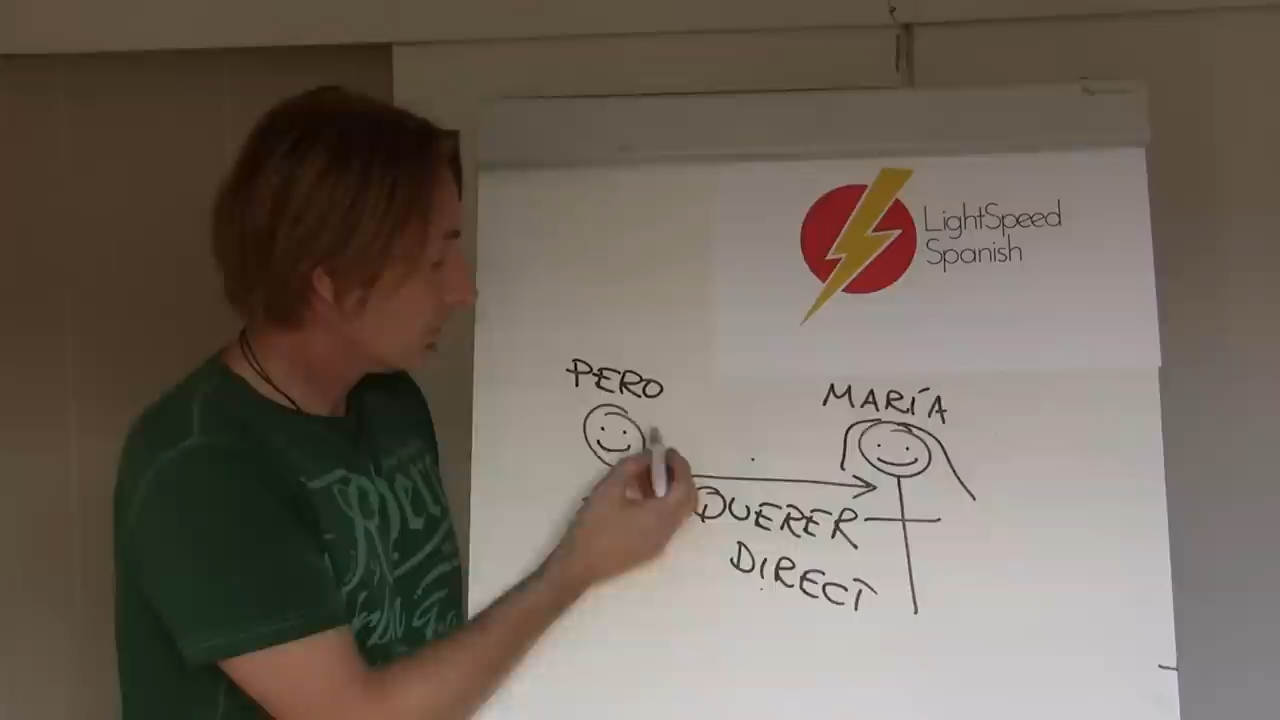 LightSpeed
Spanish
PERO
MARÍA
QUERER
DIRECT